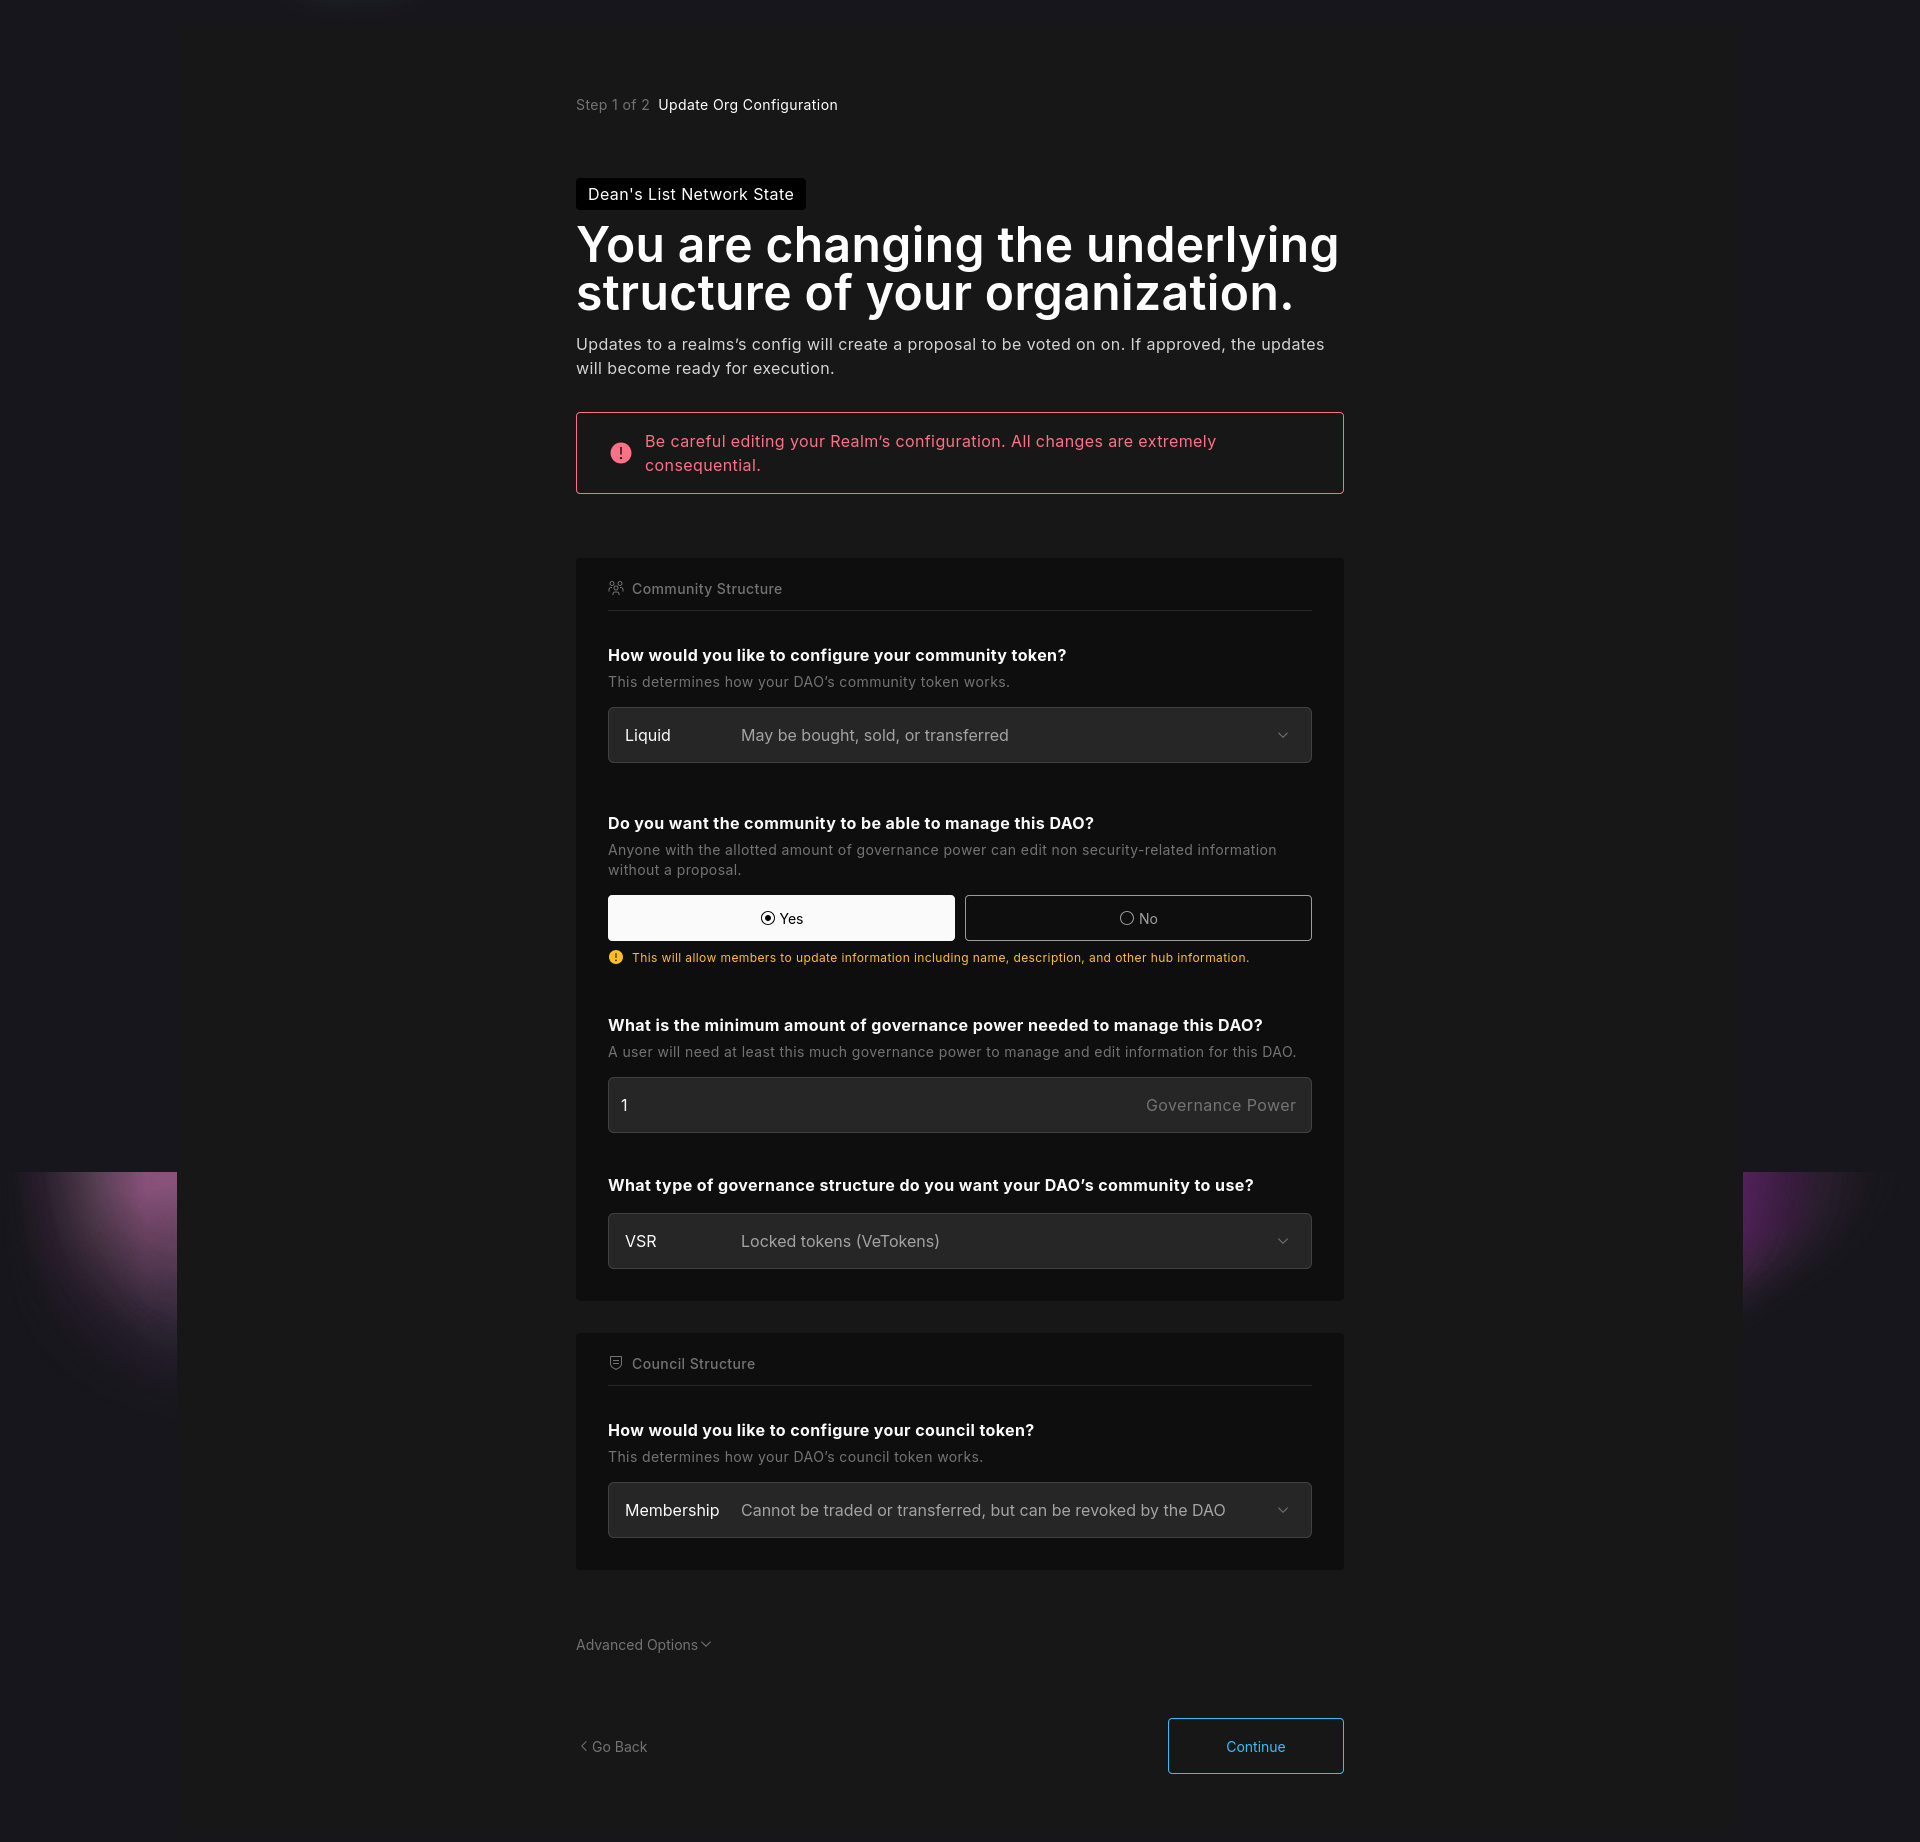 Step 1 of 2 Update Org Configuration
Dean's List Network State
You are changing the underlying
structure of your organization.
Updates to a realms’s config will create a proposal to be voted on on. If approved, the updates
will become ready for execution.
Be careful editing your Realm’s configuration. All changes are extremely
consequential.
Community Structure
How would you like to configure your community token?
This determines how your DAO’s community token works.
Liquid May be bought, sold, or transferred
Do you want the community to be able to manage this DAO?
Anyone with the allotted amount of governance power can edit non security-related information
without a proposal.
Yes No
This will allow members to update information including name, description, and other hub information.
What is the minimum amount of governance power needed to manage this DAO?
A user will need at least this much governance power to manage and edit information for this DAO.
1 Governance Power
What type of governance structure do you want your DAO’s community to use?
VSR Locked tokens (VeTokens)
Council Structure
How would you like to configure your council token?
This determines how your DAO’s council token works.
Membership Cannot be traded or transferred, but can be revoked by the DAO
Advanced Options
Go Back Continue